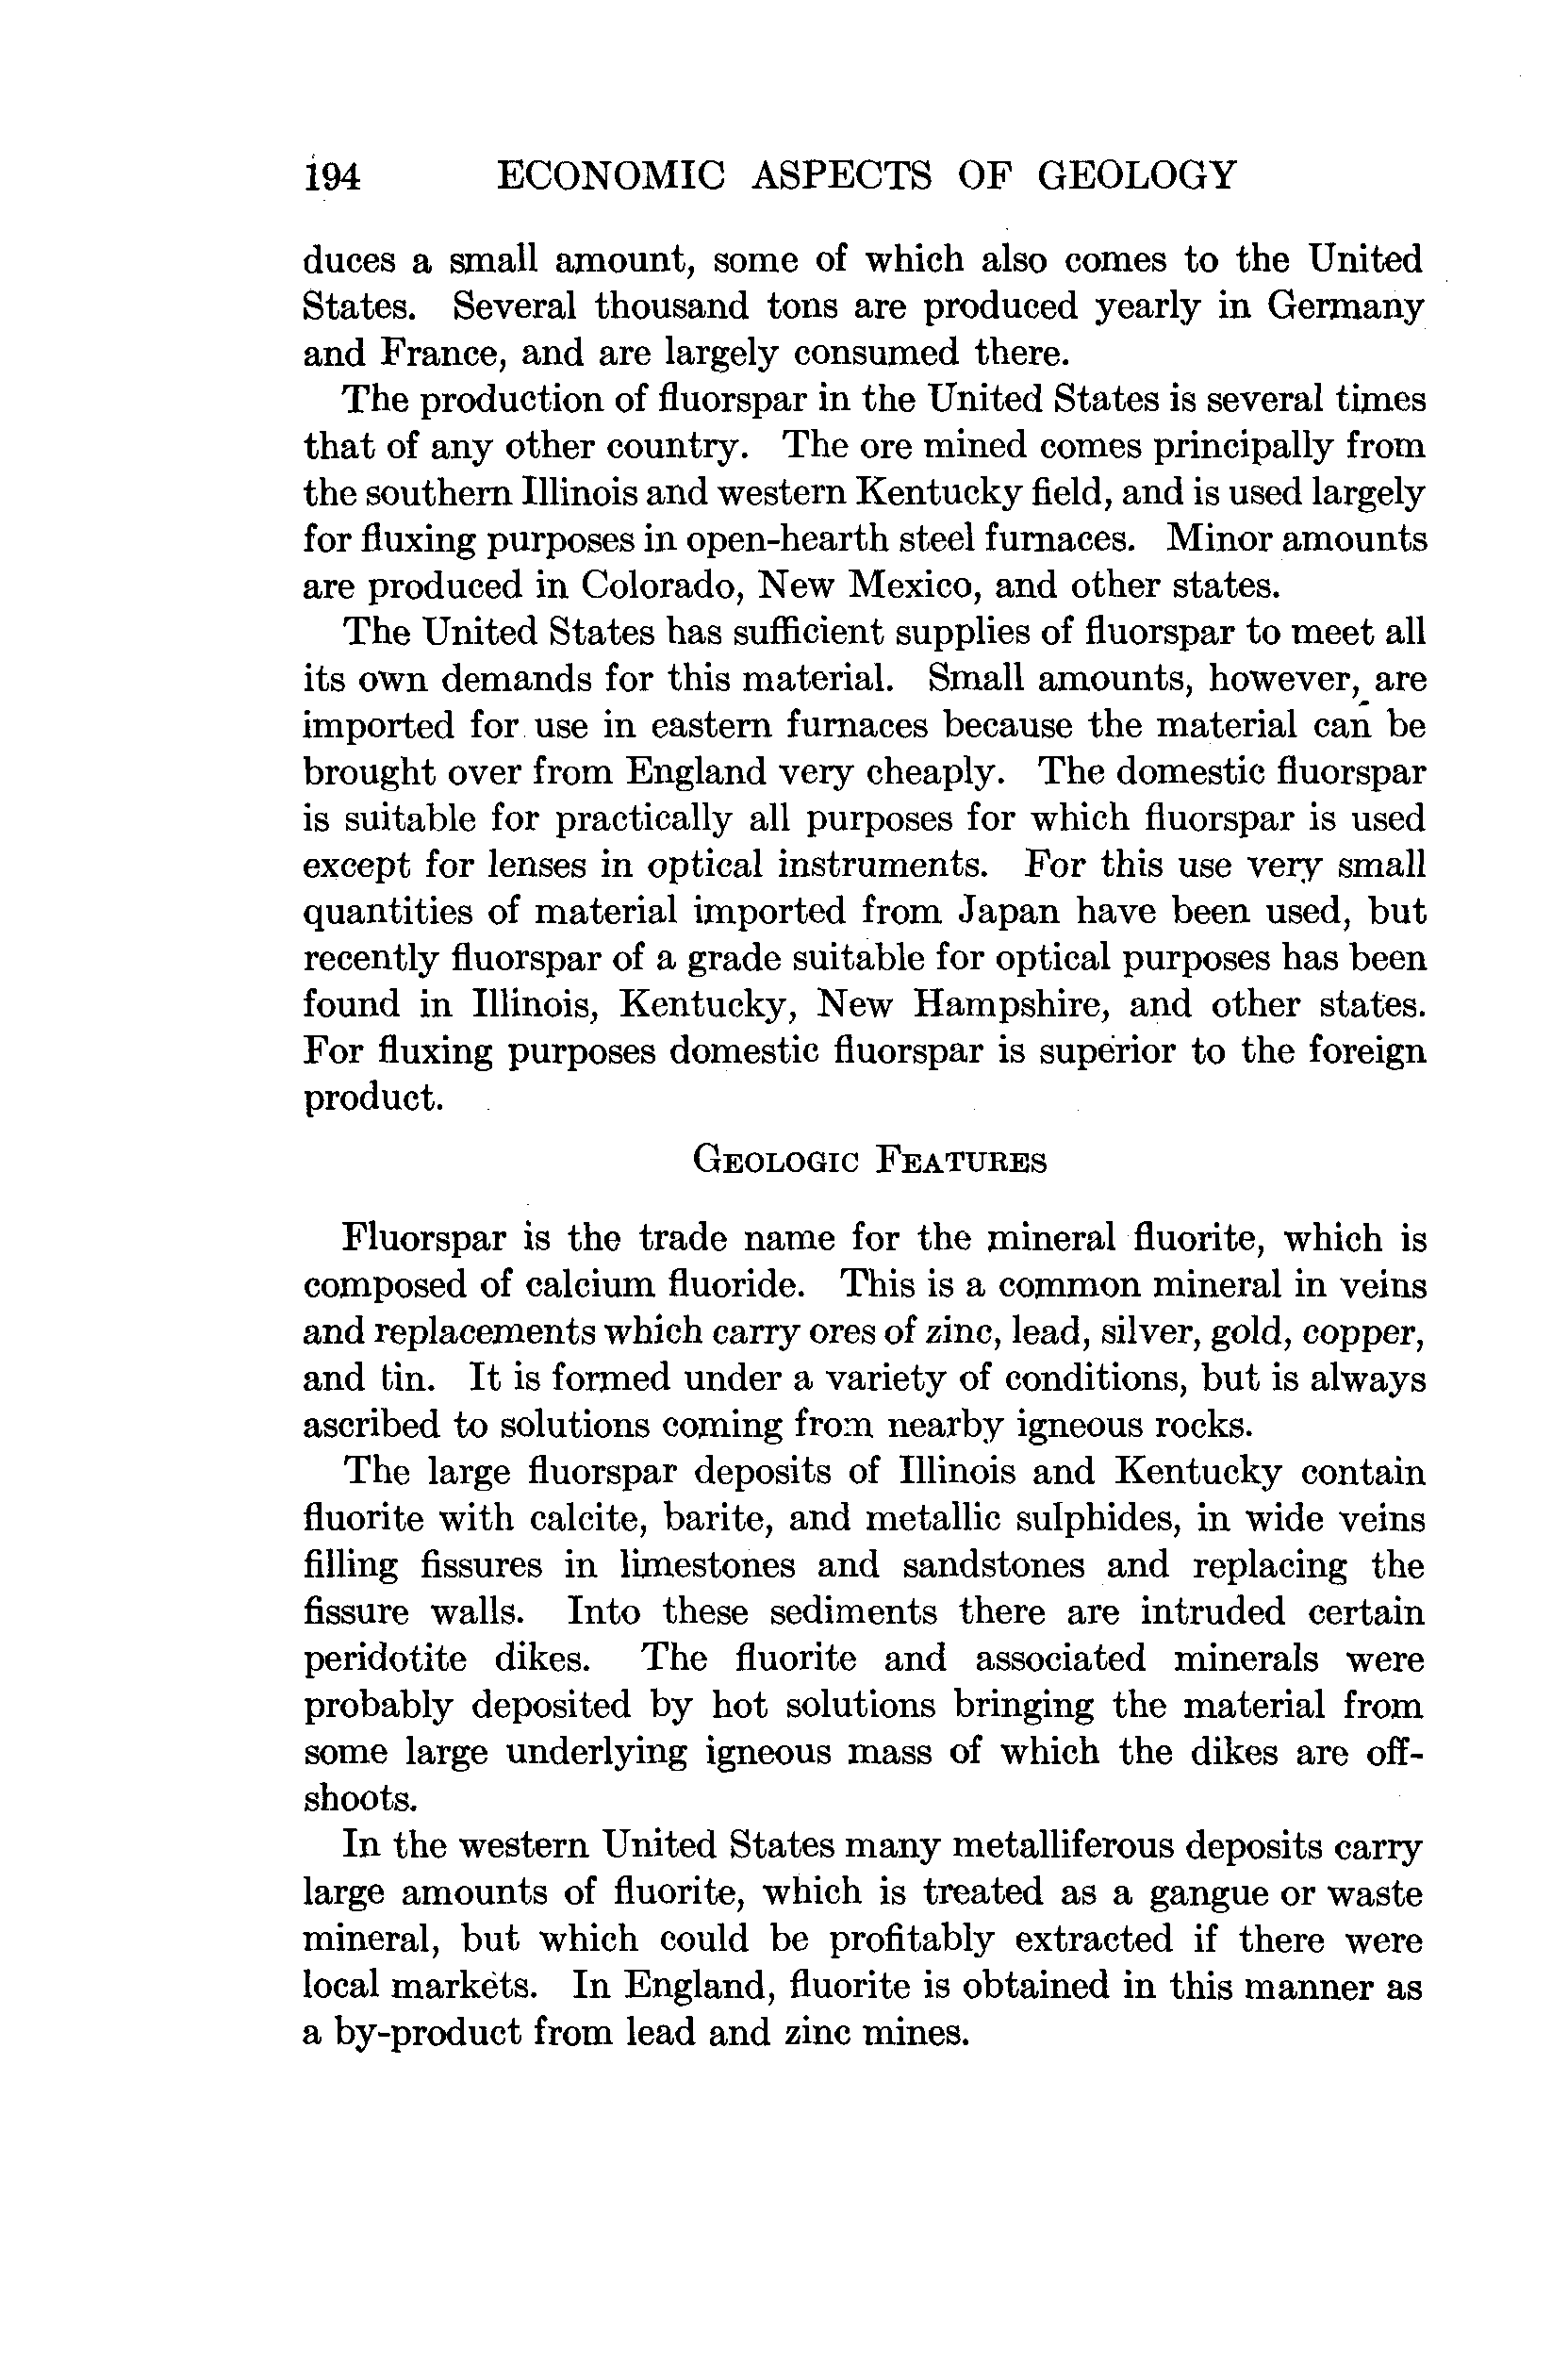 194 ECONOMIC ASPECTS OF GEOLOGY
duces a small amount, some of which also comes to the United
States. Several thousand tons are produced yearly in Germany
and France, and are largely consumed there.
The production of fluorspar in the United States is several times
that of any other country. The ore mined comes principally from
the southern Illinois and western Kentucky field, and is used largely
for fluxing purposes in open-hearth steel furnaces. Minor amounts
are produced in Colorado, New Mexico, and other states.
The United States has sufficient supplies of fluorspar to meet all
its own demands for this material. Small amounts, however, are
imported for use in eastern furnaces because the material can be
brought over from England very cheaply. The domestic fluorspar
is suitable for practically all purposes for which fluorspar is used
except for lenses in optical instruments. For this use very small
quantities of material imported from Japan have been used, but
recently fluorspar of a grade suitable for optical purposes has been
found in Illinois, Kentucky, New Hampshire, and other states.
For fluxing purposes domestic fluorspar is superior to the foreign
product.
GEOLOGIC FEATURES
Fluorspar is the trade name for the mineral fluorite, which is
composed of calcium fluoride. This is a common mineral in veins
and replacements which carry ores of zinc, lead, silver, gold, copper,
and tin. It is formed under a variety of conditions, but is always
ascribed to solutions coming from nearby igneous rocks.
The large fluorspar deposits of Illinois and Kentucky contain
fluorite with calcite, barite, and metallic sulphides, in wide veins
filling fissures in limestones and sandstones and replacing the
fissure walls. Into these sediments there are intruded certain
peridotite dikes. The fluorite and associated minerals were
probably deposited by hot solutions bringing the material from
some large underlying igneous mass of which the dikes are off-
shoots.
In the western United States many metalliferous deposits carry
large amounts of fluorite, which is treated as a gangue or waste
mineral, but which could be profitably extracted if there were
local markets. In England, fluorite is obtained in this manner as
a by-product from lead and zinc mines.